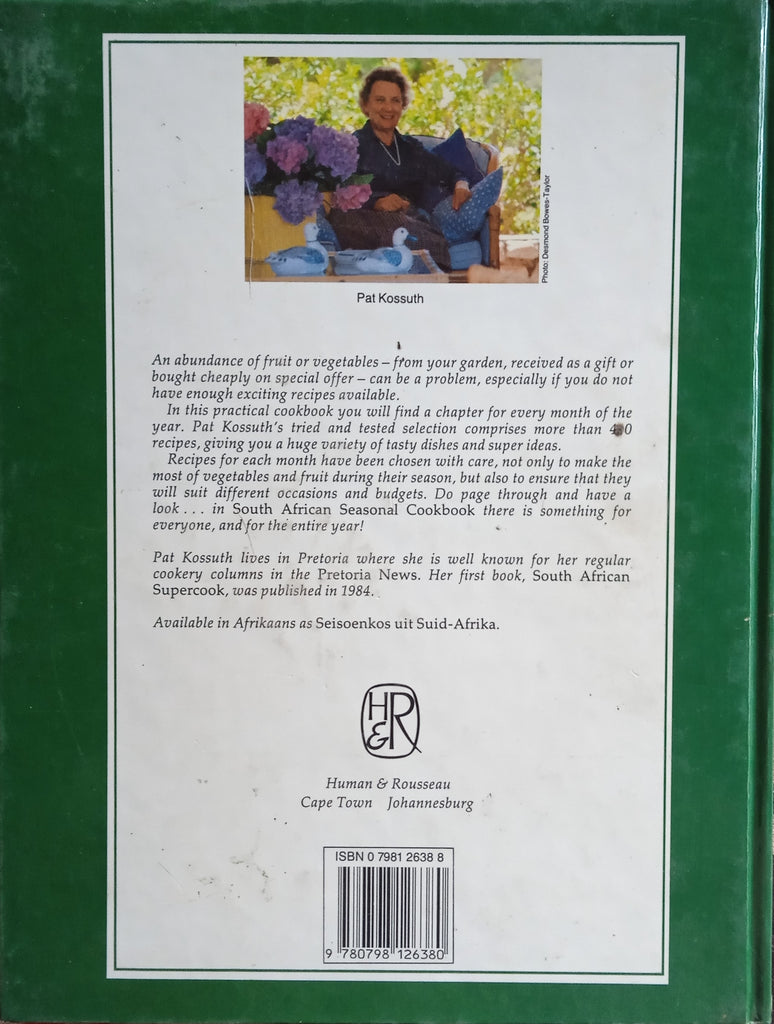 Photo: Desmond Bowes-Taylor
Pat Kossuth
An abundance of fruit or vegetables – from your garden, received as a gift or
bought cheaply on special offer – can be a problem, especially if you do not
have enough exciting recipes available.
In this practical cookbook you will find a chapter for every month of the
year. Pat Kossuth's tried and tested selection comprises more than
recipes, giving you a huge variety of tasty dishes and super ideas.
Recipes for each month have been chosen with care, not only to make the
most of vegetables and fruit during their season, but also to ensure that they
will suit different occasions and budgets. Do page through and have a
look . . . in South African Seasonal Cookbook there is something for
everyone, and for the entire year!
Pat Kossuth lives in Pretoria where she is well known for her regular
cookery columns in the Pretoria News. Her first book, South African
Supercook, was published in 1984.
Available in Afrikaans as Seisoenkos uit Suid-Afrika.
H&R
Human & Rousseau
Cape Town Johannesburg
ISBN 0 7981 2638 8
9 780798 126380